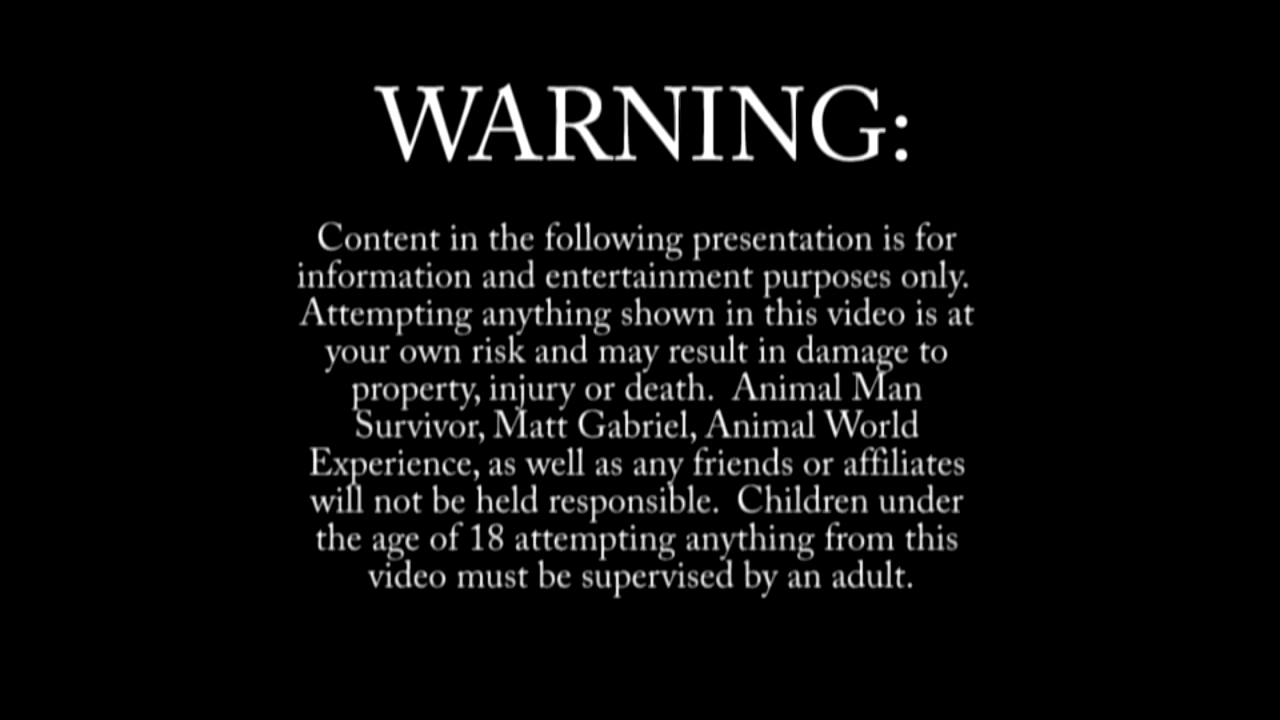 WARNING:
Content in the following presentation is for
information and entertainment purposes only.
Attempting anything shown in this video is at
your own risk and may result in damage to
property, injury or death.  Animal Man
Survivor, Matt Gabriel, Animal World
Experience, as well as any friends or affiliates
will not be held responsible.  Children under
the age of 18 attempting anything from this
video must be supervised by an adult.